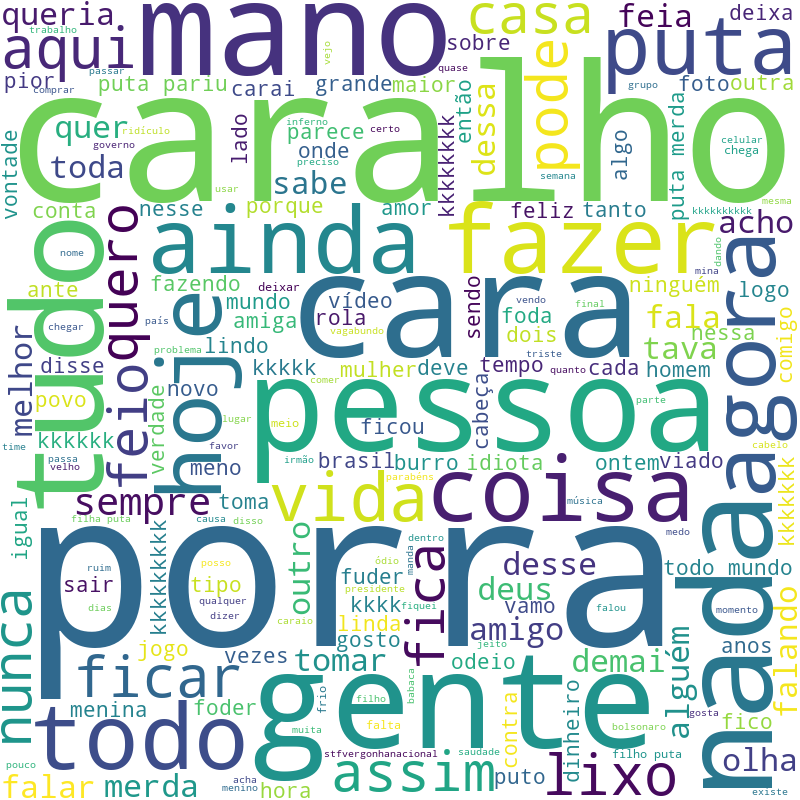 queria
trabalho
mano
vejo
casa
feia
deixa
aqui
sobre
puta
pior
passar
puta pariu
carai
grande
maior
quase
então
dessa
pode
grupo
foto
outra
comprar
caralho
quer
ridículo
inferno
parece
certo
kkkkkkkk
algo
puta merda
celular
chega
vontade
toda
governo
lado
onde
preciso
sabe
usar
semana
mesma
conta
nesse
porque
amor
feliz
tanto
kkkkkkkkkk
acho
tudo
quero
ainda
fazer
dando
nome
ante
fazendo
deixar
mundo
vídeo
cara
sendo
vendo
final
mina
ninguém
logo
agora
chegar
país
hoje
amiga
rola
vagabundo
foda
dois
fala
nessa
comigo
melhor
disse
feio
problema
lindo
kkkkk
mulher
deve
tempo
triste
quanto
cada
homem
tava
povo
novo
comer
pessoa
cabeça
parte
cabelo
time
kkkkkk
passa
velho
verdade
lugar
favor
meio
irmão
ficou
meno
brasil
burro
idiota
ontem
viado
kkkkkkk
igual
sempre
toma
vida
parabens
coisa
música
nada
filha puta
causa
disso
porra
medo
kkkkkkkkk
ruim
sair
dias
posso
tipo
qualquer
dizer
outro
fuder
ódio
presidente
kkkk
caraio
linda
gosto
dentro
manda
fiquei
fica
desse
deus
vamo
amigo
falou
jeito
todo mundo
momento
nunca
ficar
jogo
vezes
tomar
odeio
demai
alguém
anos
falando
menina
foder
gente
frio
filho
babaca
falta
contra
dinheiro
bolsonaro
fico
gosta
todo
muita
stfvergonhanacional
saudade
filho puta
olha
pouco
falar
merda
acha
menino
hora
assim
puto
lixo
existe